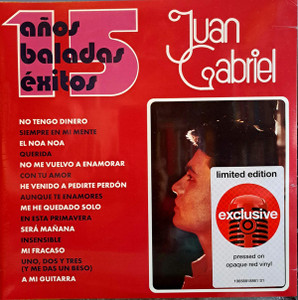 15
años
baladas
éxitos
Juan
Gabriel
NO TENGO DINERO
SIEMPRE EN MI MENTE
EL NOA NOA
QUERIDA
NO ME VUELVO A ENAMORAR
CON TU AMOR
HE VENIDO A PEDIRTE PERDÓN
AUNQUE TE ENAMORES
ME HE QUEDADO SOLO
EN ESTA PRIMAVERA
SERÁ MAÑANA
INSENSIBLE
MI FRACASO
UNO, DOS Y TRES
(Y ME DAS UN BESO)
A MI GUITARRA
limited edition
exclusive
pressed on
opaque red vinyl